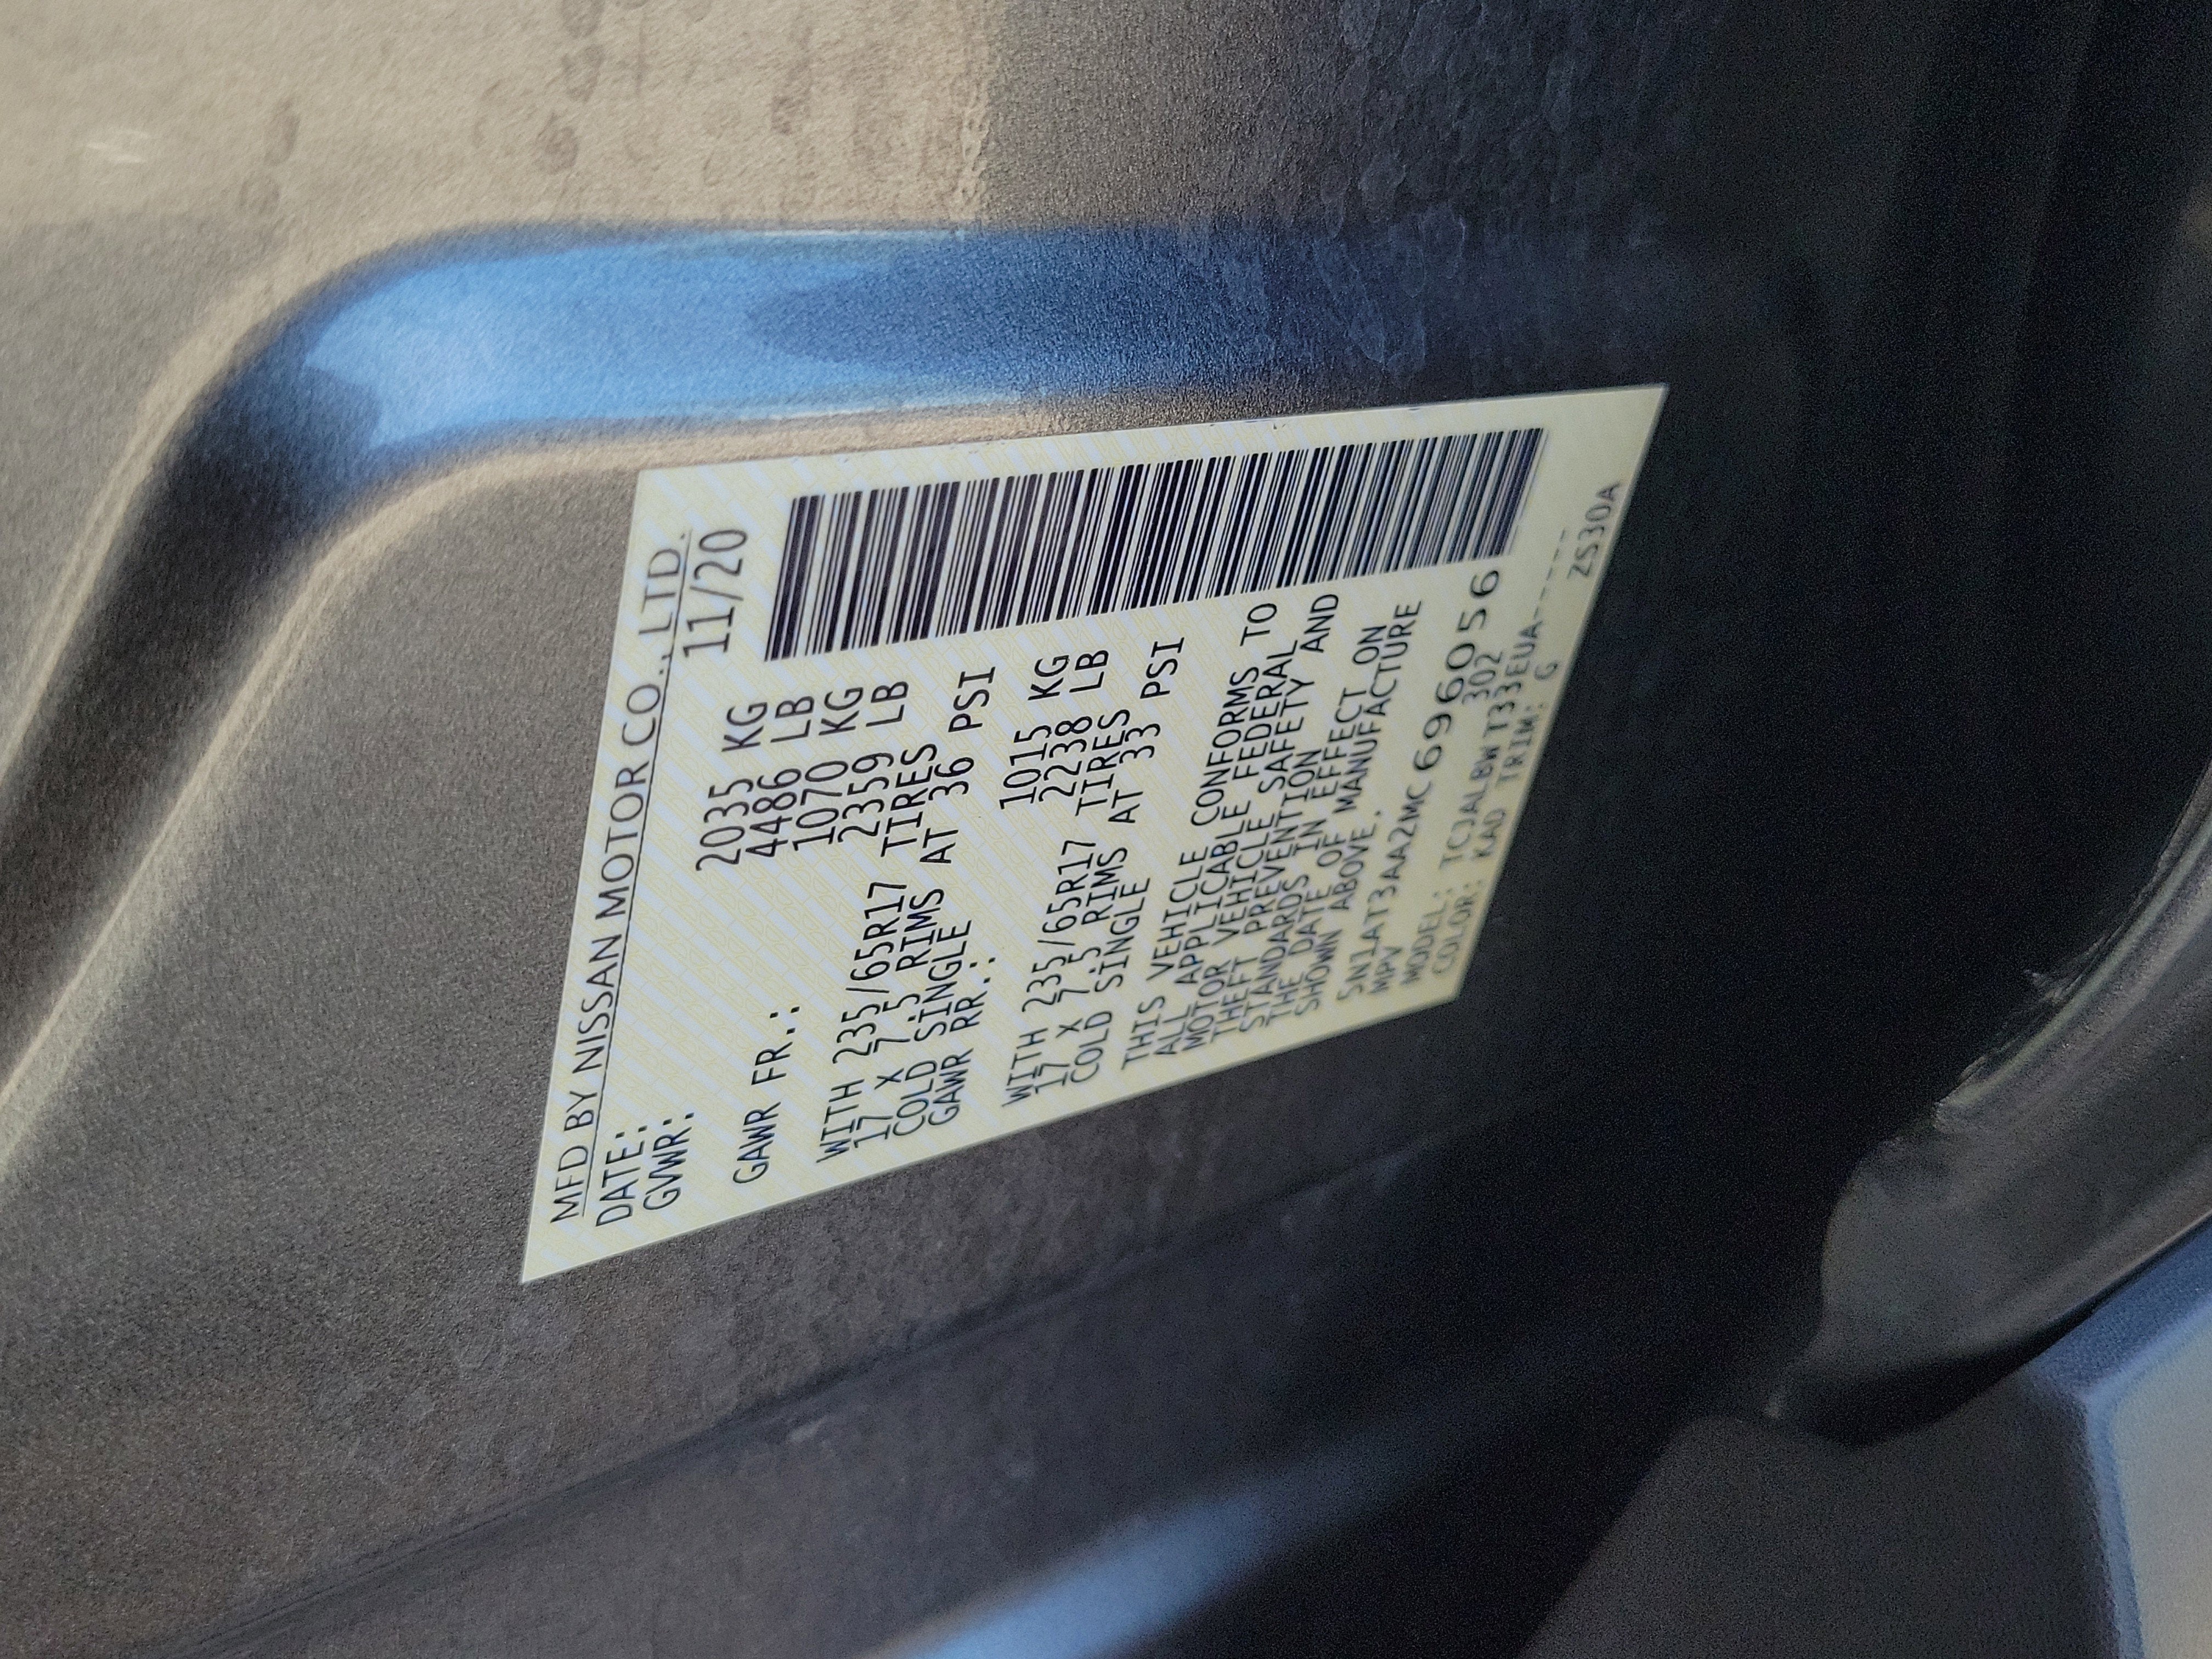 MFD BY NISSAN MOTOR CO., LTD.
DATE: 11/20
GVWR: 2035 KG
4486 LB
GAWR FR.: 1070 KG
2359 LB
WITH 235/65R17 TIRES
17 X 7.5 RIMS AT 36 PSI
COLD SINGLE
GAWR RR.: 1015 KG
2238 LB
WITH 235/65R17 TIRES
17 X 7.5 RIMS AT 33 PSI
COLD SINGLE
THIS VEHICLE CONFORMS TO
ALL APPLICABLE FEDERAL
MOTOR VEHICLE SAFETY AND
THEFT PREVENTION
STANDARDS IN EFFECT ON
THE DATE OF MANUFACTURE
SHOWN ABOVE.
5N1AT3AA2MC696056
MPV 302
MODEL: TCJALBWT33EUA-----
COLOR: KAD TRIM: G
ZS30A